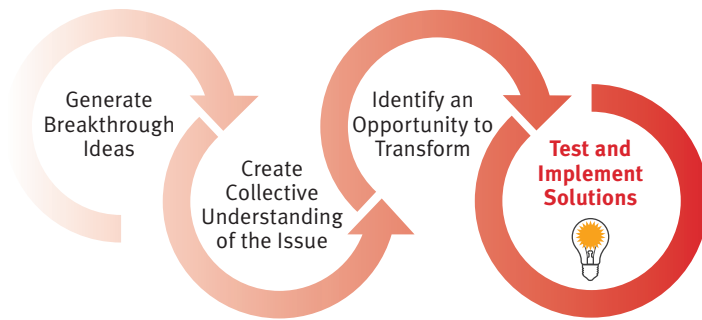 Generate
Breakthrough
Ideas
Create
Collective
Understanding
of the Issue
Identify an
Opportunity to
Transform
Test and
Implement
Solutions